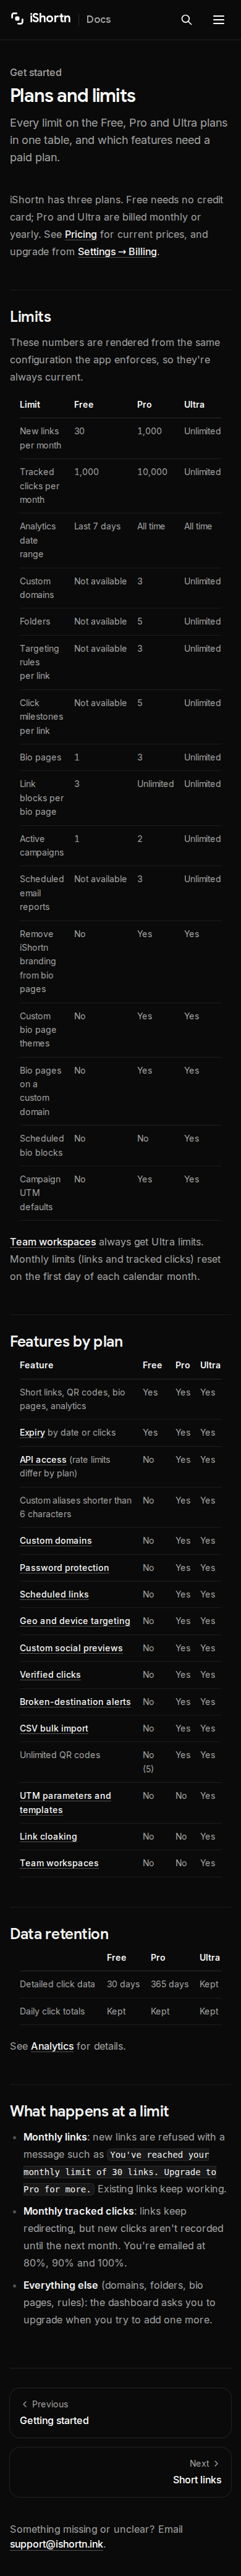 iShortn Docs
Get started
Plans and limits
Every limit on the Free, Pro and Ultra plans
in one table, and which features need a
paid plan.
iShortn has three plans. Free needs no credit
card; Pro and Ultra are billed monthly or
yearly. See Pricing for current prices, and
upgrade from Settings → Billing.
Limits
These numbers are rendered from the same
configuration the app enforces, so they're
always current.
Limit Free Pro Ultra
New links 30 1,000 Unlimited
per month
Tracked 1,000 10,000 Unlimited
clicks per
month
Analytics Last 7 days All time All time
date
range
Custom Not available 3 Unlimited
domains
Folders Not available 5 Unlimited
Targeting Not available 3 Unlimited
rules
per link
Click Not available 5 Unlimited
milestones
per link
Bio pages 1 3 Unlimited
Link 3 Unlimited Unlimited
blocks per
bio page
Active 1 2 Unlimited
campaigns
Scheduled Not available 3 Unlimited
email
reports
Remove No Yes Yes
iShortn
branding
from bio
pages
Custom No Yes Yes
bio page
themes
Bio pages No Yes Yes
on a
custom
domain
Scheduled No No Yes
bio blocks
Campaign No Yes Yes
UTM
defaults
Team workspaces always get Ultra limits.
Monthly limits (links and tracked clicks) reset
on the first day of each calendar month.
Features by plan
Feature Free Pro Ultra
Short links, QR codes, bio Yes Yes Yes
pages, analytics
Expiry by date or clicks Yes Yes Yes
API access (rate limits No Yes Yes
differ by plan)
Custom aliases shorter than No Yes Yes
6 characters
Custom domains No Yes Yes
Password protection No Yes Yes
Scheduled links No Yes Yes
Geo and device targeting No Yes Yes
Custom social previews No Yes Yes
Verified clicks No Yes Yes
Broken-destination alerts No Yes Yes
CSV bulk import No Yes Yes
Unlimited QR codes No Yes Yes
(5)
UTM parameters and No No Yes
templates
Link cloaking No No Yes
Team workspaces No No Yes
Data retention
Free Pro Ultra
Detailed click data 30 days 365 days Kept
Daily click totals Kept Kept Kept
See Analytics for details.
What happens at a limit
• Monthly links: new links are refused with a
message such as You've reached your
monthly limit of 30 links. Upgrade to
Pro for more. Existing links keep working.
• Monthly tracked clicks: links keep
redirecting, but new clicks aren't recorded
until the next month. You're emailed at
80%, 90% and 100%.
• Everything else (domains, folders, bio
pages, rules): the dashboard asks you to
upgrade when you try to add one more.
Previous
Getting started
Next
Short links
Something missing or unclear? Email
support@ishortn.ink.